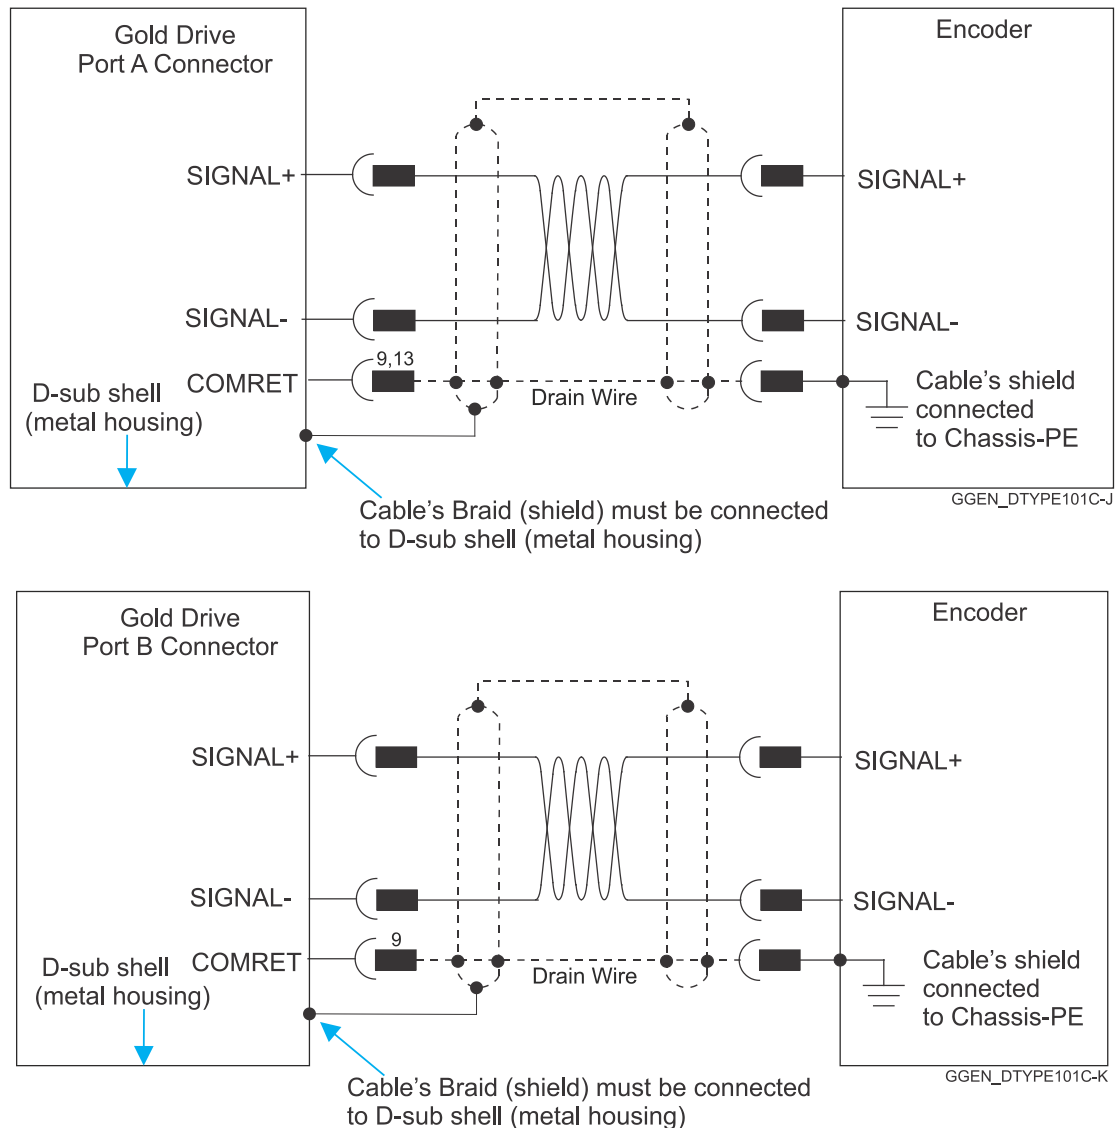 Gold Drive
Port A Connector
Encoder
SIGNAL+
SIGNAL+
SIGNAL-
SIGNAL-
9,13
COMRET
Drain Wire
D-sub shell
(metal housing)
Cable's shield
connected
to Chassis-PE
GGEN_DTYPE101C-J
Cable's Braid (shield) must be connected
to D-sub shell (metal housing)
Gold Drive
Port B Connector
Encoder
SIGNAL+
SIGNAL+
SIGNAL-
SIGNAL-
9
COMRET
Drain Wire
D-sub shell
(metal housing)
Cable's shield
connected
to Chassis-PE
GGEN_DTYPE101C-K
Cable's Braid (shield) must be connected
to D-sub shell (metal housing)